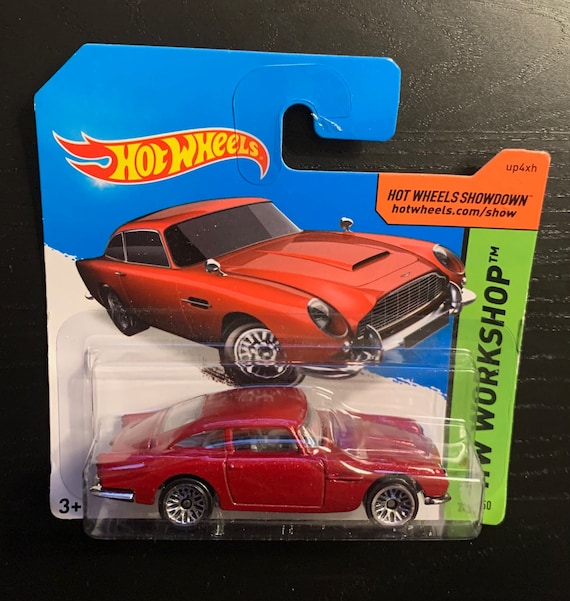 HOT WHEELS
up4xh
HOT WHEELS SHOWDOWN™
hotwheels.com/show
HW WORKSHOP™
3+